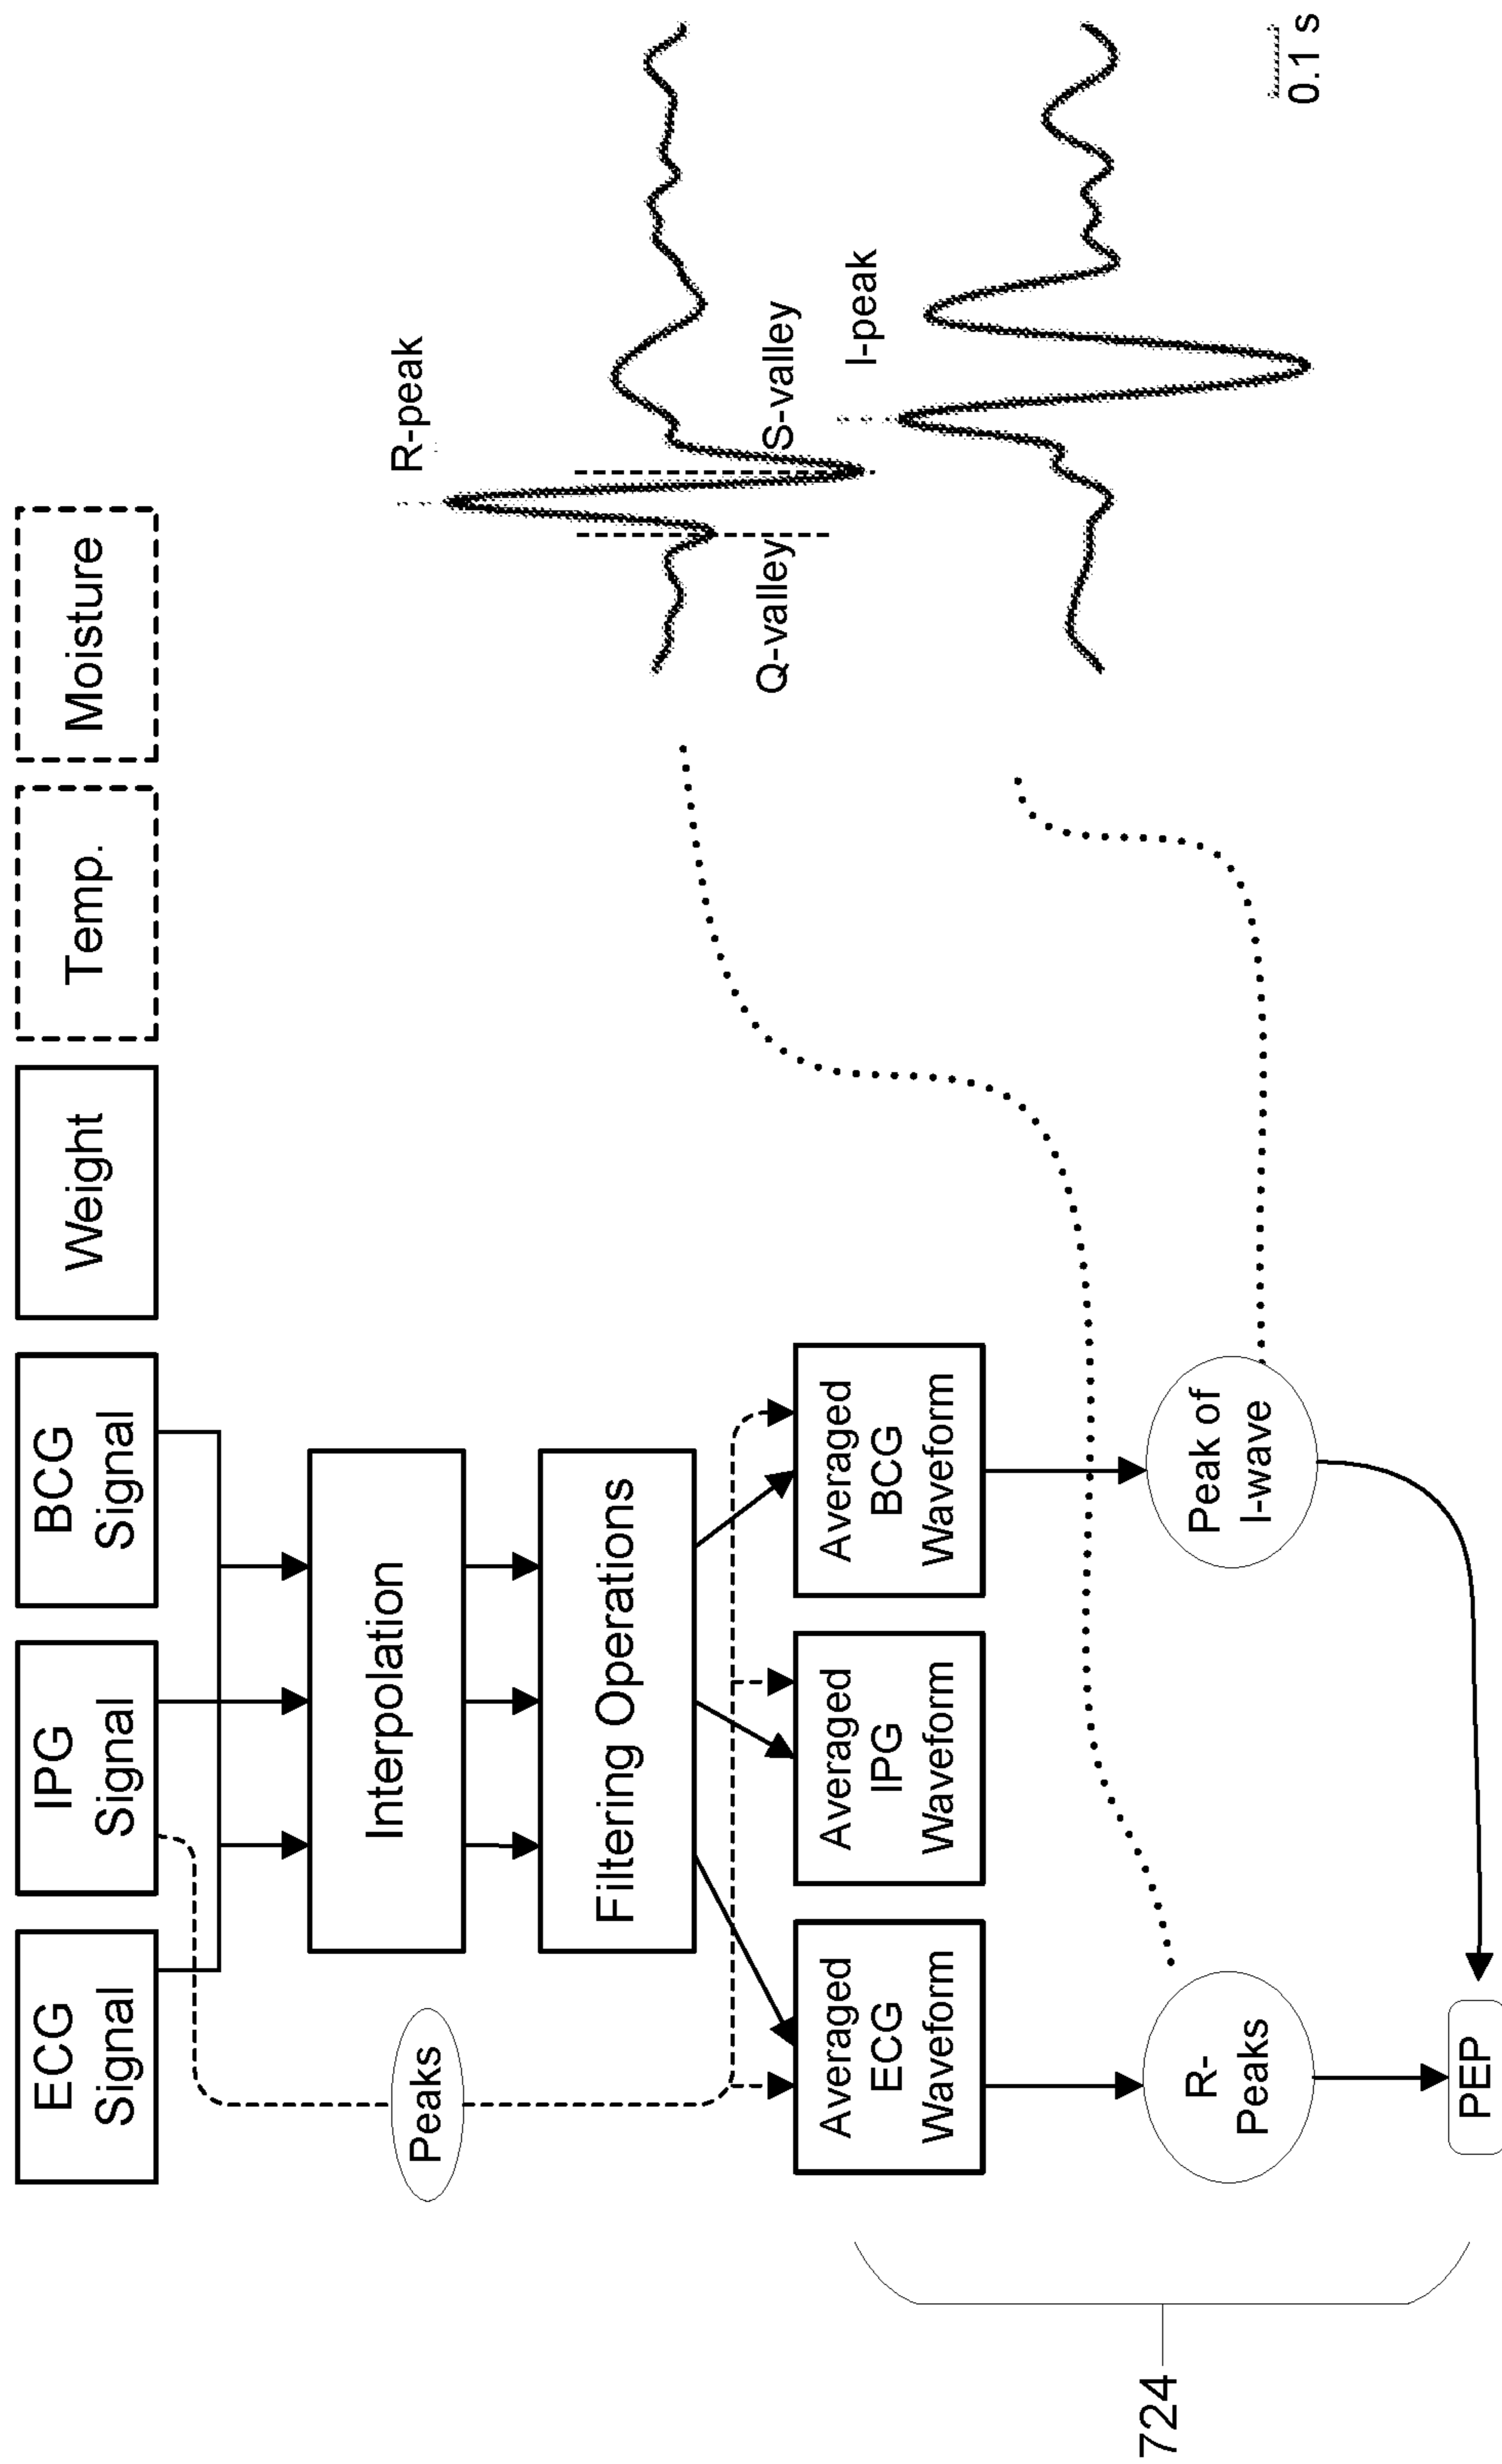 ECG
Signal
IPG
Signal
BCG
Signal
Weight
Temp.
Moisture
Peaks
Interpolation
Filtering Operations
Averaged
ECG
Waveform
Averaged
IPG
Waveform
Averaged
BCG
Waveform
R-
Peaks
Peak of
I-wave
PEP
724
R-peak
Q-valley
S-valley
I-peak
0.1 s